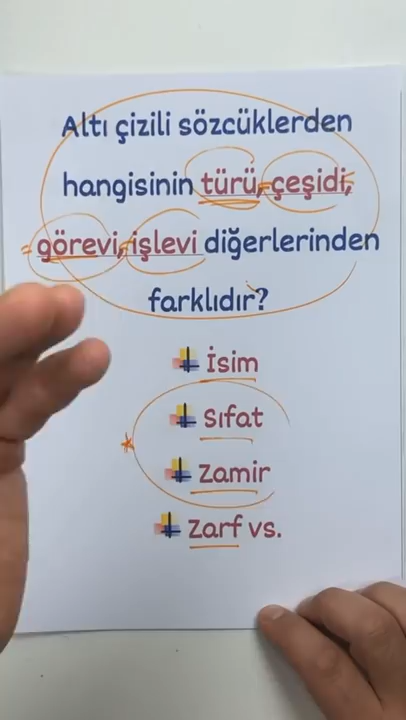 Altı çizili sözcüklerden
hangisinin türü, çeşidi,
görevi, işlevi diğerlerinden
farklıdır?
İsim
Sıfat
Zamir
Zarf vs.